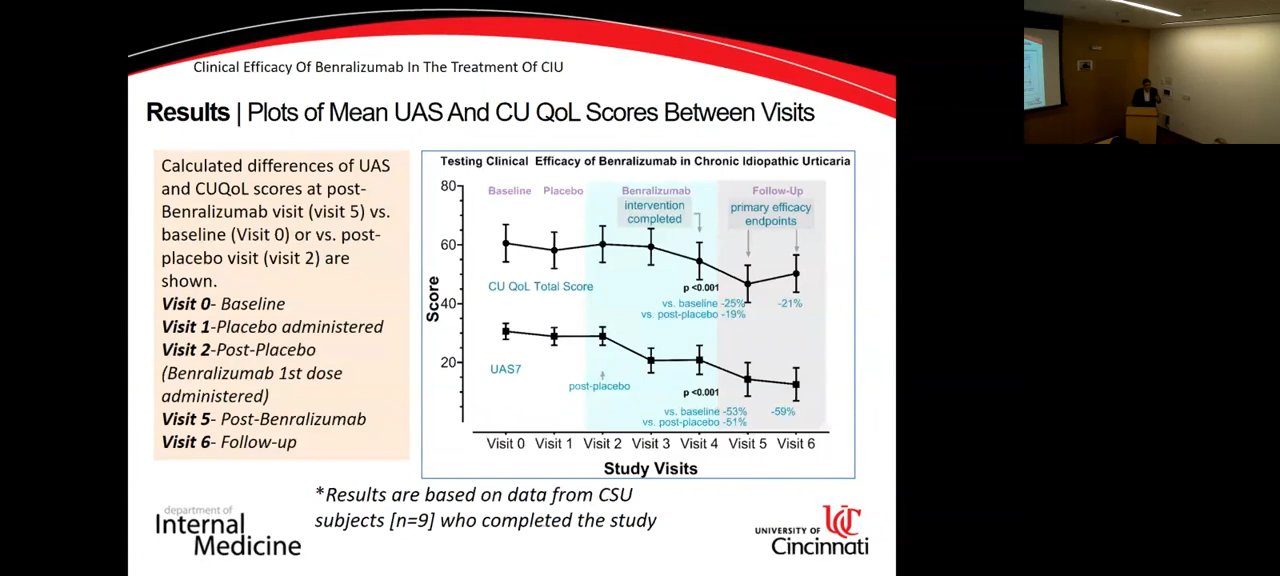 Clinical Efficacy Of Benralizumab In The Treatment Of CIU
Results | Plots of Mean UAS And CU QoL Scores Between Visits
Calculated differences of UAS
and CUQoL scores at post-
Benralizumab visit (visit 5) vs.
baseline (Visit 0) or vs. post-
placebo visit (visit 2) are
shown.
Visit 0- Baseline
Visit 1-Placebo administered
Visit 2-Post-Placebo
(Benralizumab 1st dose
administered)
Visit 5- Post-Benralizumab
Visit 6- Follow-up
Testing Clinical Efficacy of Benralizumab in Chronic Idiopathic Urticaria
Baseline Placebo Benralizumab Follow-Up
intervention
completed
primary efficacy
endpoints
Score
80
60
40
20
CU QoL Total Score
p <0.001
vs. baseline -25% -21%
vs. post-placebo -19%
UAS7
post-placebo
p <0.001
vs. baseline -53% -59%
vs. post-placebo -51%
Visit 0 Visit 1 Visit 2 Visit 3 Visit 4 Visit 5 Visit 6
Study Visits
*Results are based on data from CSU
subjects [n=9] who completed the study
department of
Internal
Medicine
UC
UNIVERSITY OF
Cincinnati